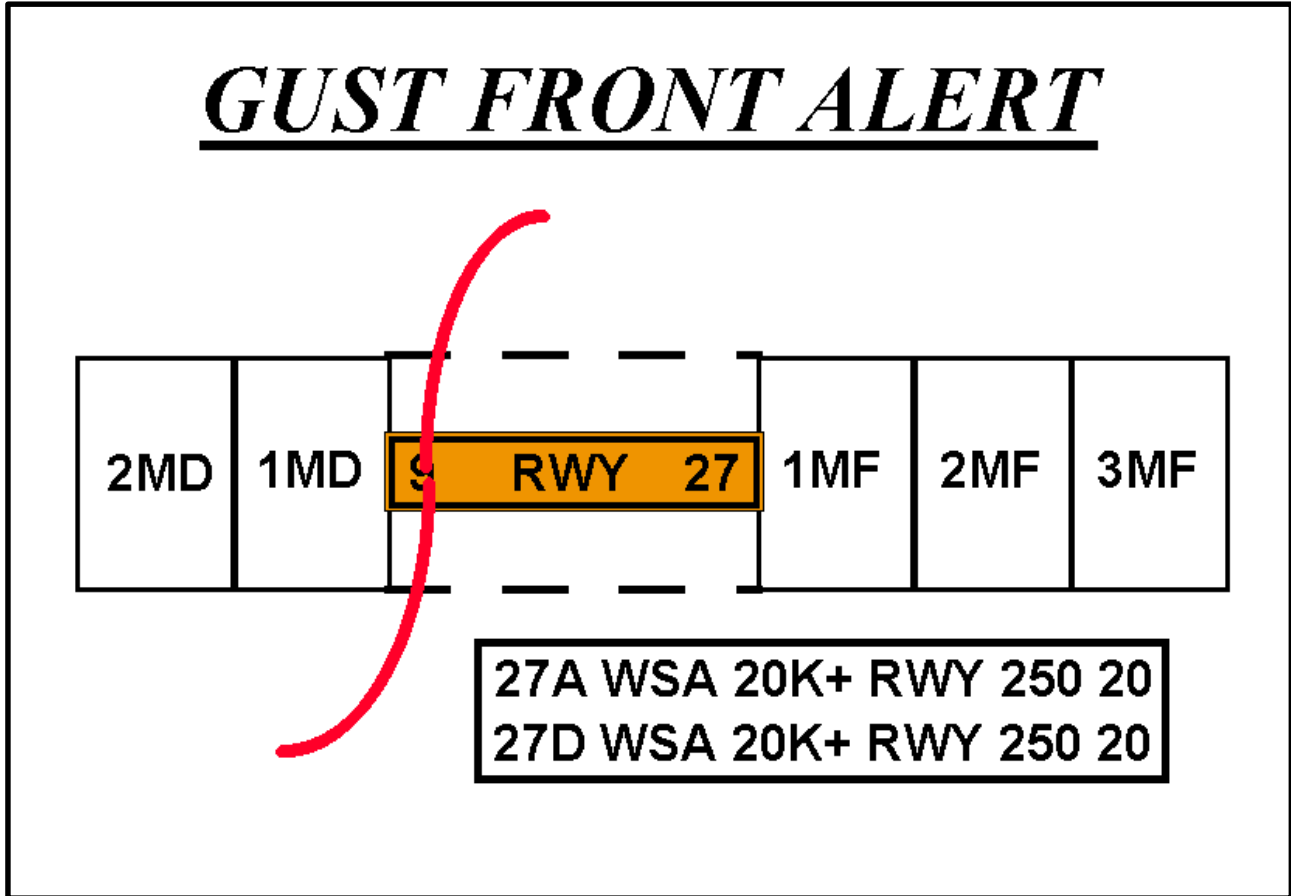 GUST FRONT ALERT
2MD 1MD 9 RWY 27 1MF 2MF 3MF
27A WSA 20K+ RWY 250 20
27D WSA 20K+ RWY 250 20